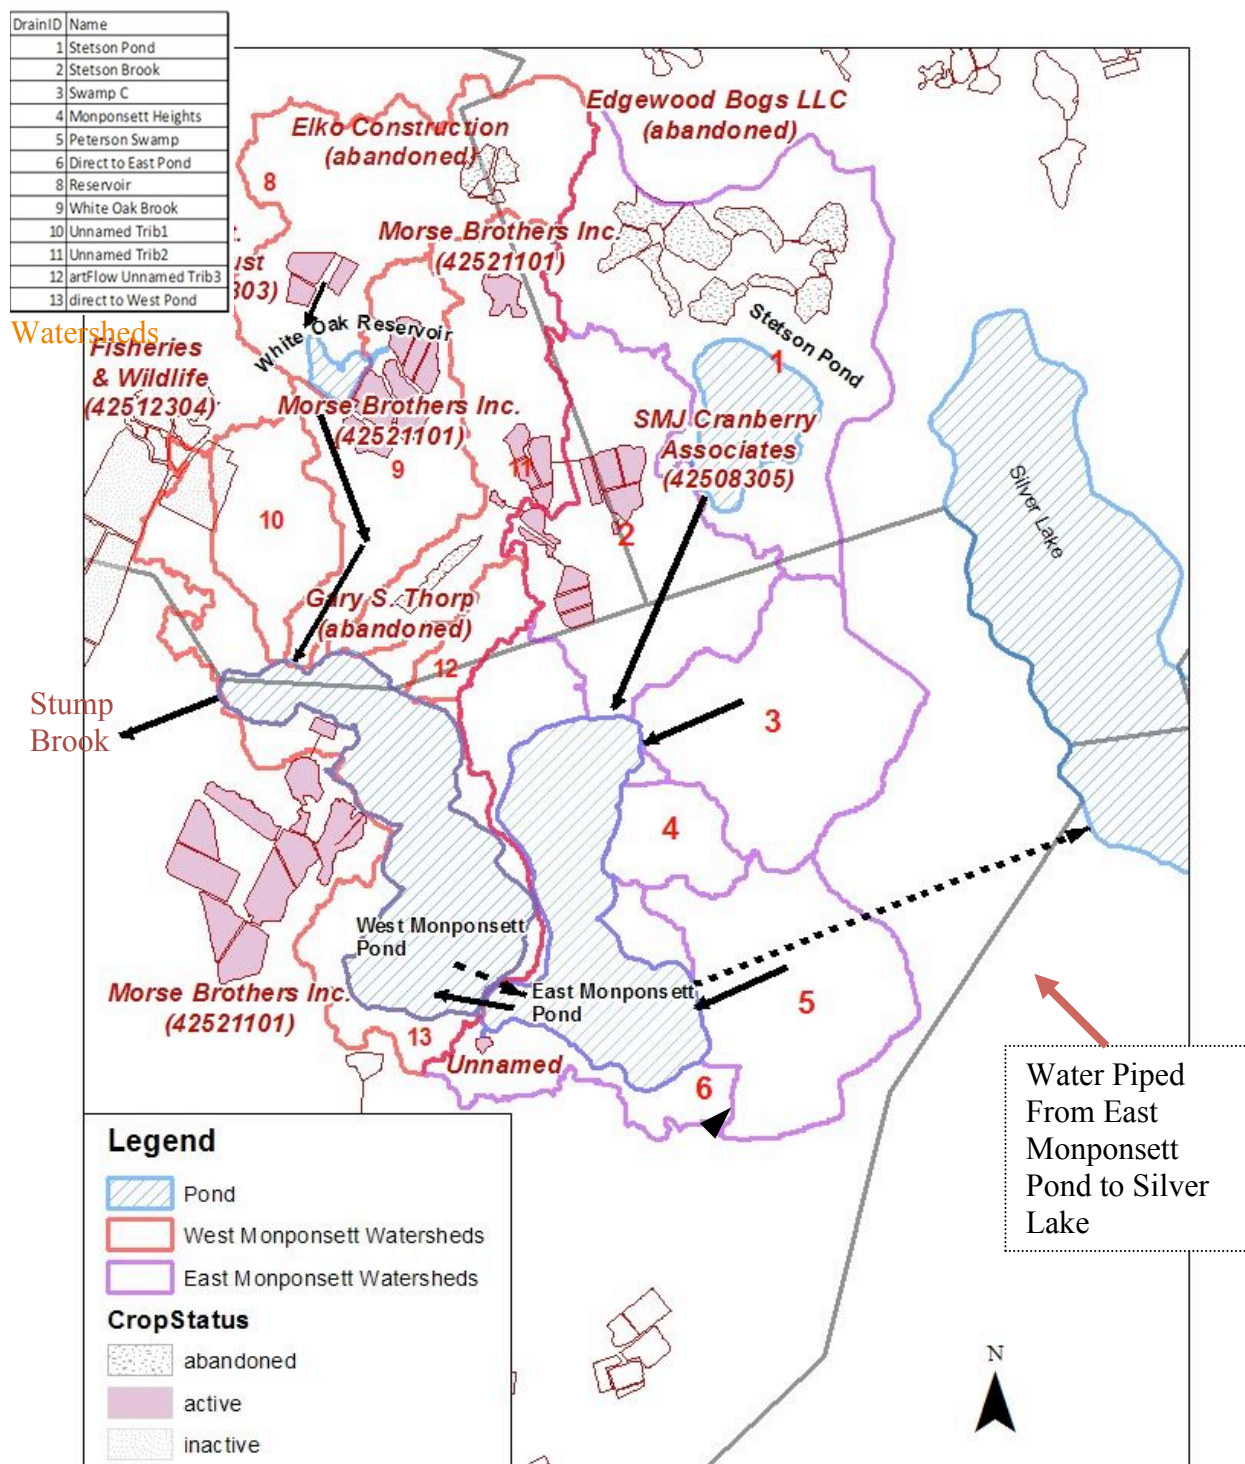 DrainID Name
1 Stetson Pond
2 Stetson Brook
3 Swamp C
4 Monponsett Heights
5 Peterson Swamp
6 Direct to East Pond
8 Reservoir
9 White Oak Brook
10 Unnamed Trib1
11 Unnamed Trib2
12 artFlow Unnamed Trib3
13 direct to West Pond
Watersheds
Edgewood Bogs LLC
(abandoned)
Elko Construction
(abandoned)
8
Morse Brothers Inc.
(42521101)
ust
303)
White Oak Reservoir
Stetson Pond
1
Fisheries
& Wildlife
(42512304)
Morse Brothers Inc.
(42521101)
SMJ Cranberry
Associates
(42508305)
9
11
10
2
Silver Lake
Gary S. Thorp
(abandoned)
12
Stump
Brook
3
4
West Monponsett
Pond
East Monponsett
Pond
5
Morse Brothers Inc.
(42521101)
13
Unnamed
6
Water Piped
From East
Monponsett
Pond to Silver
Lake
Legend
Pond
West Monponsett Watersheds
East Monponsett Watersheds
CropStatus
abandoned
active
inactive
N